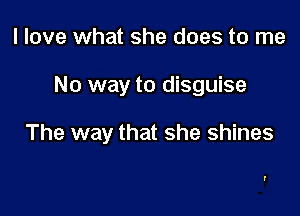 I love what she does to me
No way to disguise
The way that she shines